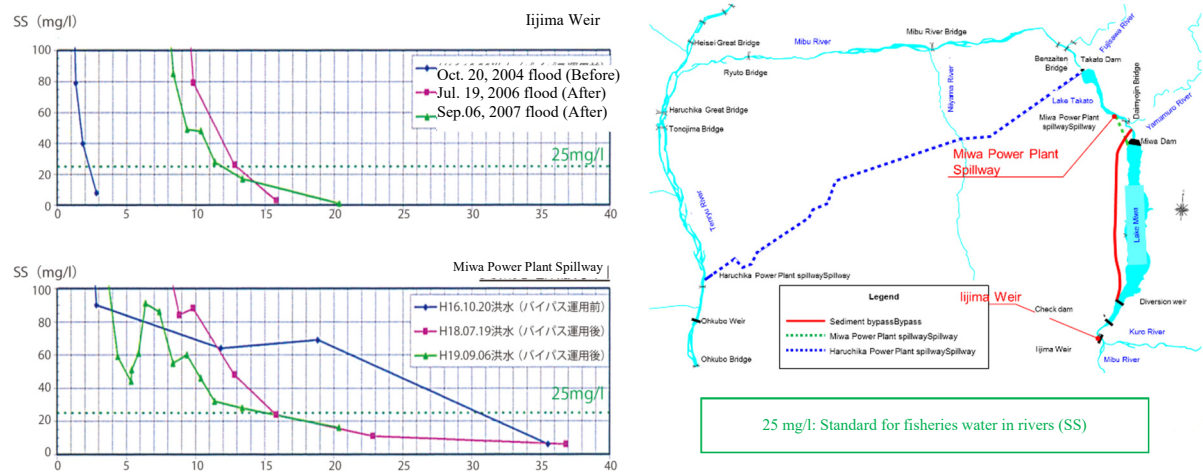 SS (mg/l)
Iijima Weir
100
80
60
40
20
0
Oct. 20, 2004 flood (Before)
Jul. 19, 2006 flood (After)
Sep.06, 2007 flood (After)
25mg/l
0 5 10 15 20 25 30 35 40
SS (mg/l)
Miwa Power Plant Spillway
100
80
60
40
20
0
H16.10.20洪水（バイパス運用前）
H18.07.19洪水（バイパス運用後）
H19.09.06洪水（バイパス運用後）
25mg/l
0 5 10 15 20 25 30 35 40
Heisei Great Bridge
Mibu River
Mibu River Bridge
Ryuto Bridge
Benzaiten
Bridge
Takato Dam
Fujisawa River
Niiyama River
Lake Takato
Daimyojin Bridge
Yamamuro River
Haruchika Great Bridge
Tonojima Bridge
Miwa Power Plant
spillwaySpillway
Miwa Dam
Miwa Power Plant
Spillway
Tenryu River
Lake Miwa
Haruchika Power Plant spillwaySpillway
Iijima Weir
Check dam
Diversion weir
Kuro River
Iijima Weir
Mibu River
Ohkubo Weir
Ohkubo Bridge
Legend
Sediment bypassBypass
Miwa Power Plant spillwaySpillway
Haruchika Power Plant spillwaySpillway
25 mg/l: Standard for fisheries water in rivers (SS)